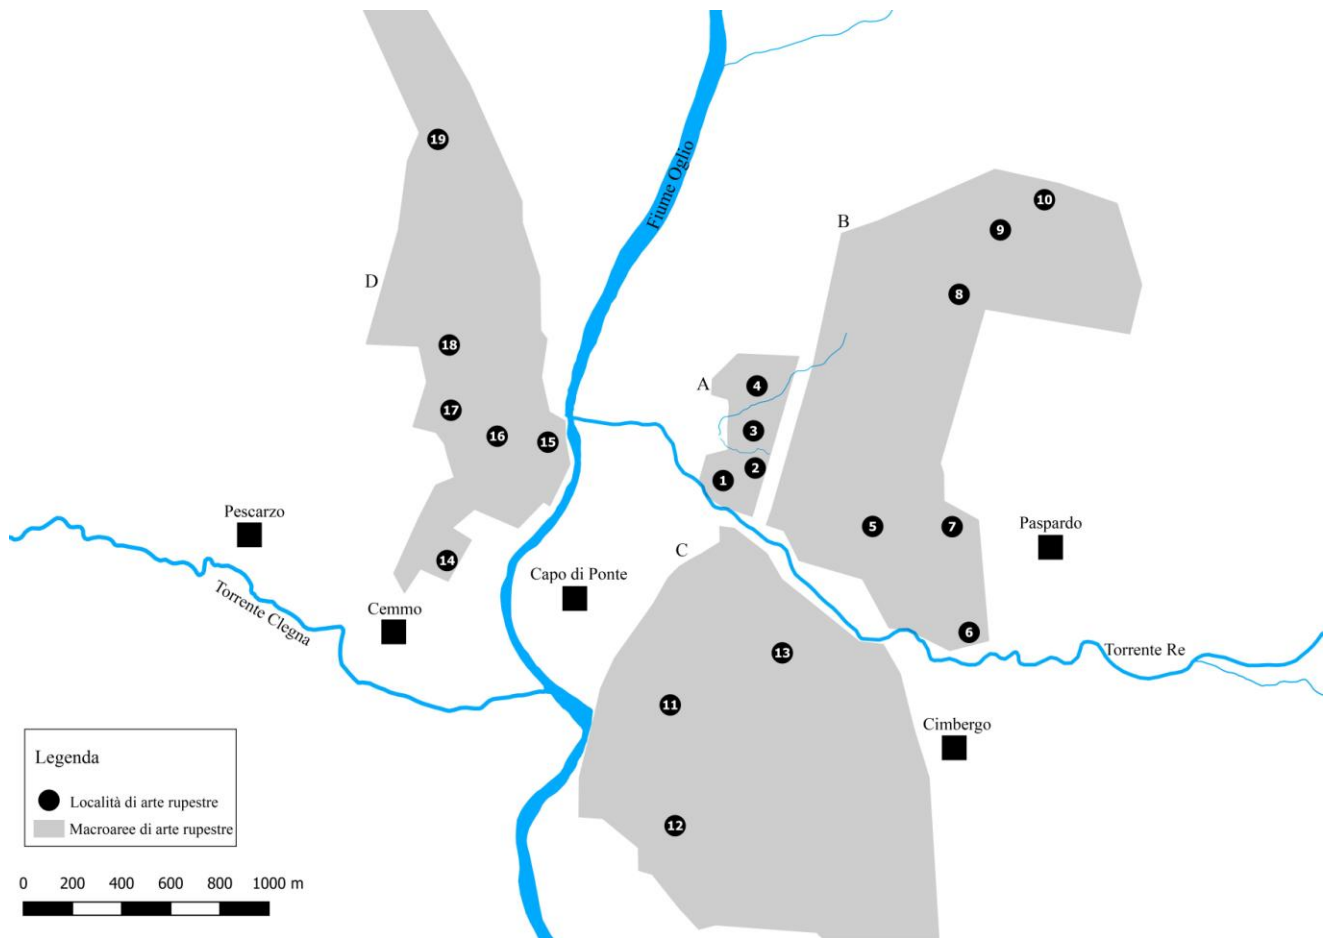 19
Fiume Oglio
10
B
9
D
8
18
A
4
17
3
16
15
2
1
Pescarzo
5
7
Paspardo
C
14
Capo di Ponte
Torrente Clegna
Cemmo
6
13
Torrente Re
11
Cimbergo
12
Legenda
Località di arte rupestre
Macroaree di arte rupestre
0 200 400 600 800 1000 m